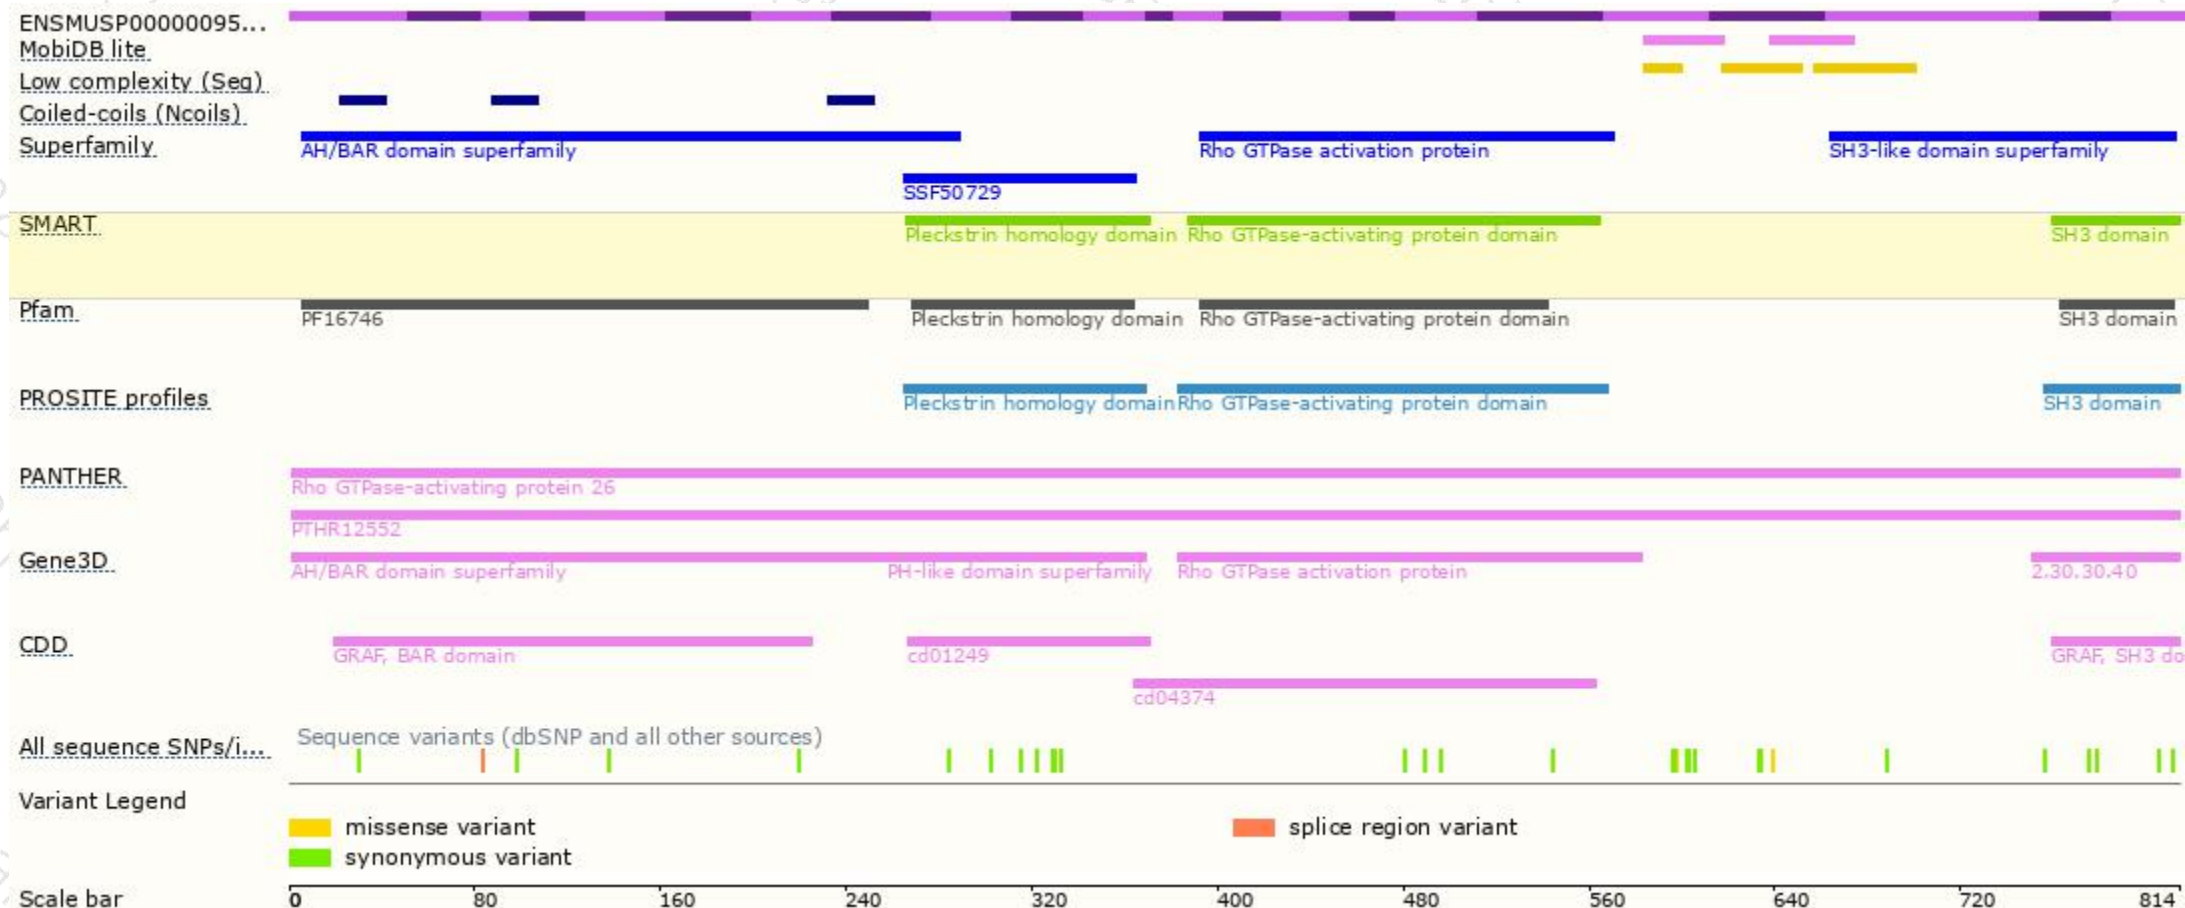 ENSMUSP00000095...
MobiDB lite
Low complexity (Seg)
Coiled-coils (Ncoils)
Superfamily
AH/BAR domain superfamily
Rho GTPase activation protein
SH3-like domain superfamily
SSF50729
SMART
Pleckstrin homology domain
Rho GTPase-activating protein domain
SH3 domain
Pfam
PF16746
Pleckstrin homology domain
Rho GTPase-activating protein domain
SH3 domain
PROSITE profiles
Pleckstrin homology domain
Rho GTPase-activating protein domain
SH3 domain
PANTHER
Rho GTPase-activating protein 26
PTHR12552
Gene3D
AH/BAR domain superfamily
PH-like domain superfamily
Rho GTPase activation protein
2.30.30.40
CDD
GRAF, BAR domain
cd01249
GRAF, SH3 do
cd04374
All sequence SNPs/i...
Sequence variants (dbSNP and all other sources)
Variant Legend
missense variant
splice region variant
synonymous variant
Scale bar
0 80 160 240 320 400 480 560 640 720 814